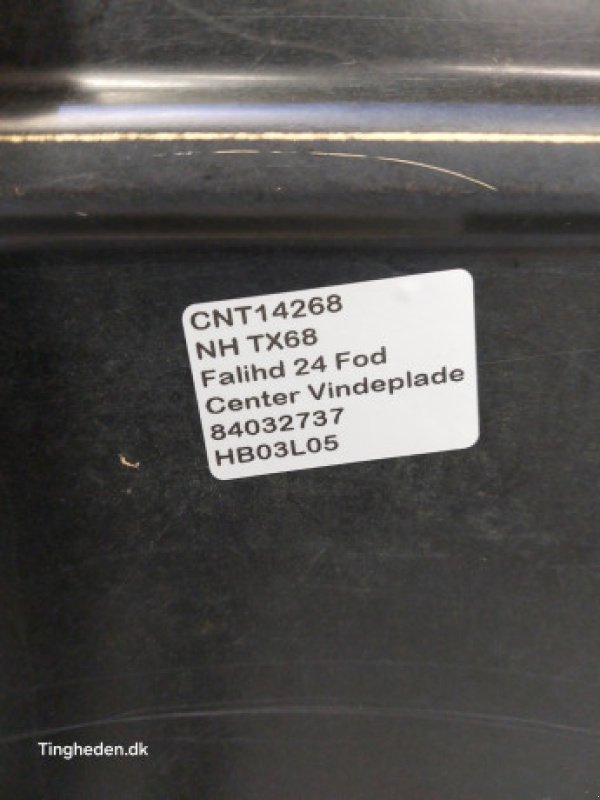 CNT14268
NH TX68
Falihd 24 Fod
Center Vindeplade
84032737
HB03L05
Tingheden.dk